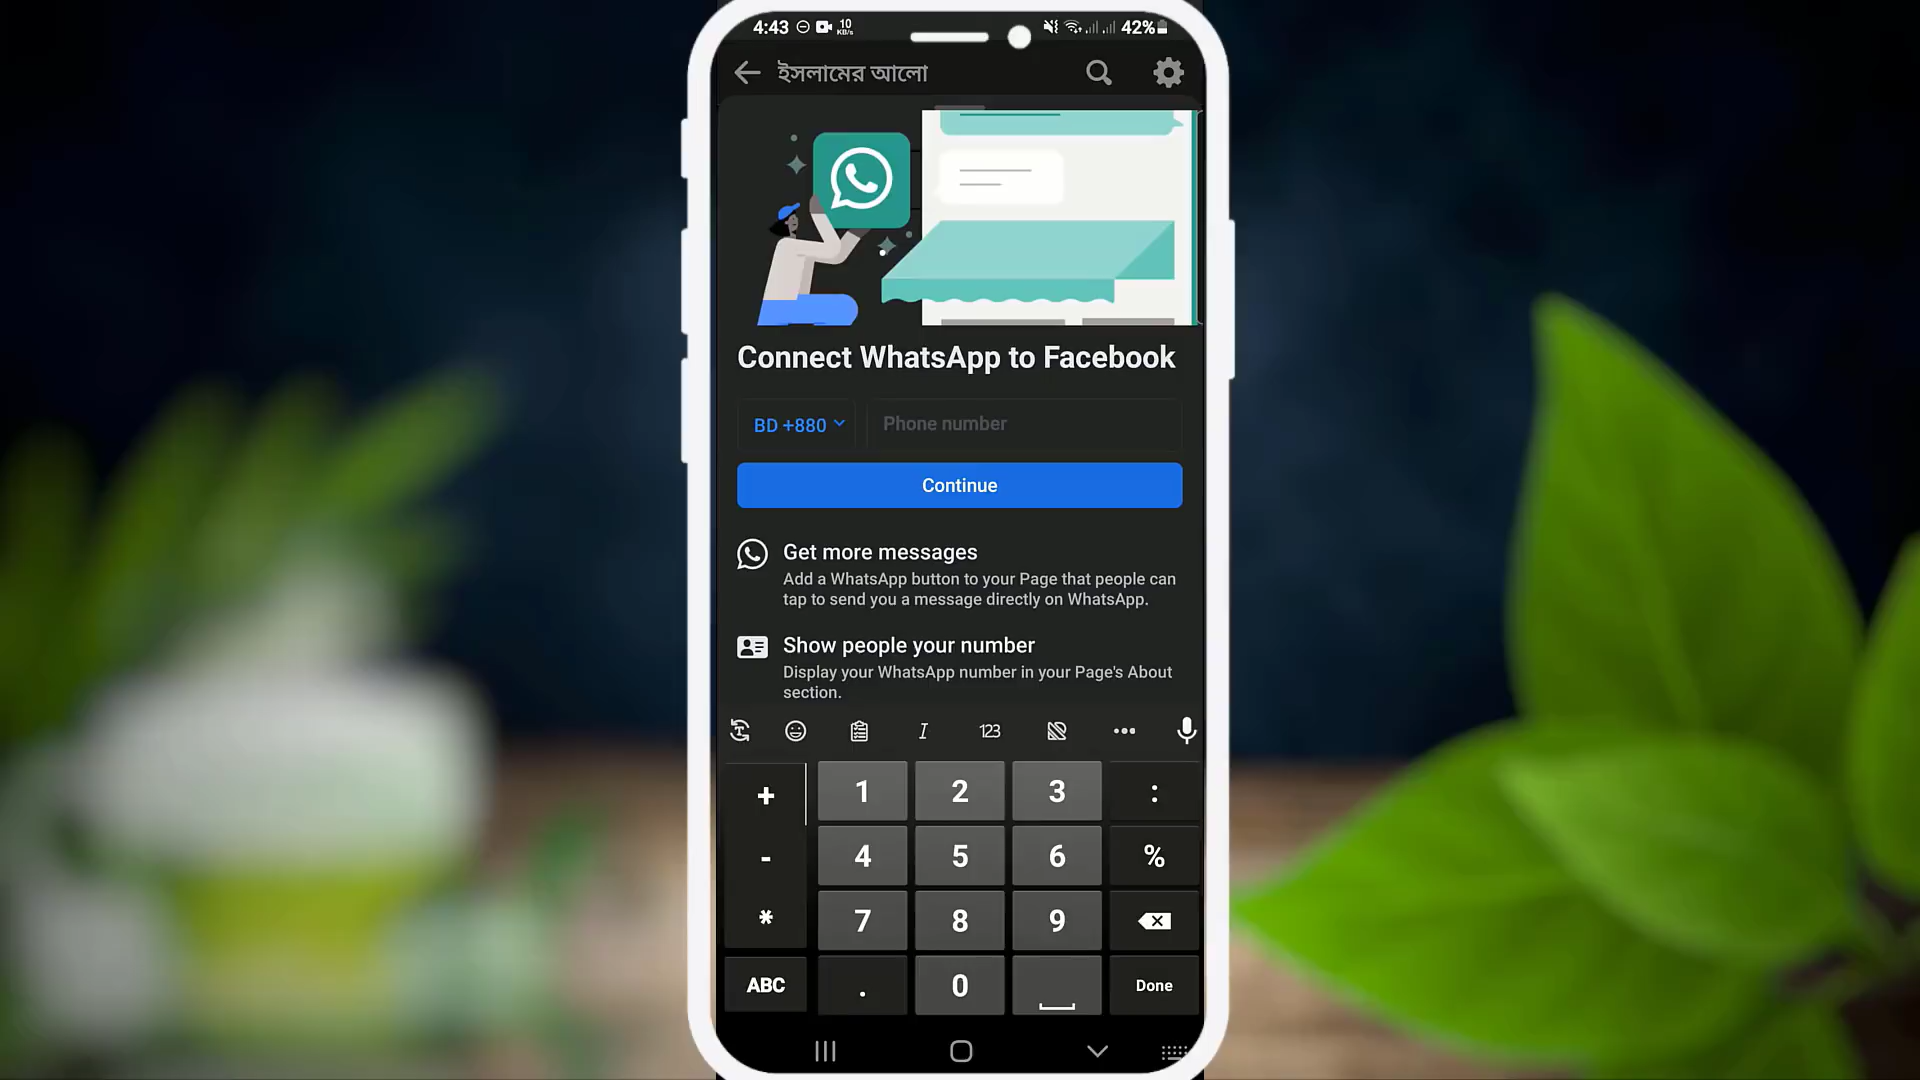 4:43 10 KB/s 42%
ইসলামের আলো
Connect WhatsApp to Facebook
BD +880 Phone number
Continue
Get more messages
Add a WhatsApp button to your Page that people can
tap to send you a message directly on WhatsApp.
Show people your number
Display your WhatsApp number in your Page's About
section.
123
+ 1 2 3 :
- 4 5 6 %
* 7 8 9
ABC . 0 Done